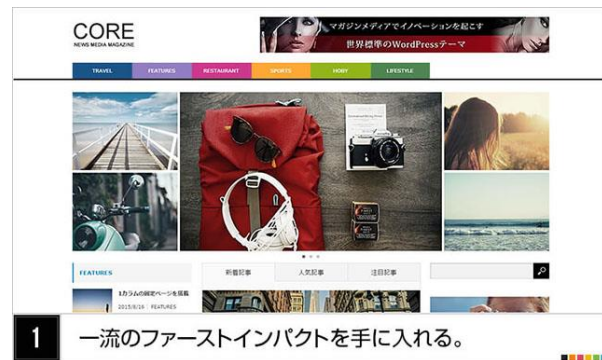 CORE
NEWS MEDIA MAGAZINE
マガジンメディアでイノベーションを起こす
世界標準のWordPressテーマ
TRAVEL
FEATURES
RESTAURANT
SPORTS
HOBY
LIFESTYLE
FEATURES
新着記事
人気記事
注目記事
1カラムの固定ページを搭載
2015/8/16 FEATURES
1
一流のファーストインパクトを手に入れる。